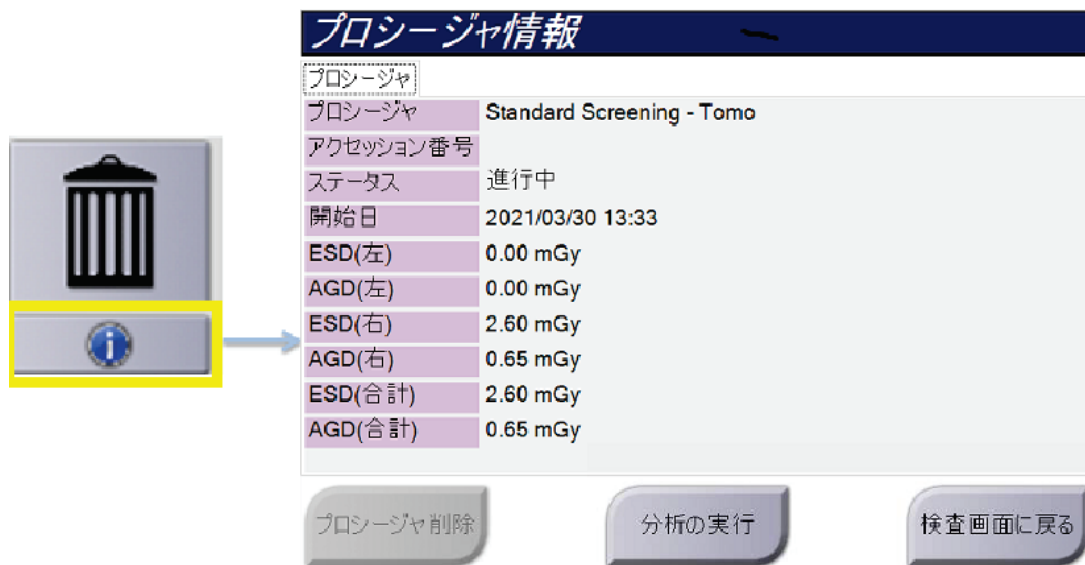 プロシージャ情報
プロシージャ
プロシージャ Standard Screening - Tomo
アクセッション番号
ステータス 進行中
開始日 2021/03/30 13:33
ESD(左) 0.00 mGy
AGD(左) 0.00 mGy
ESD(右) 2.60 mGy
AGD(右) 0.65 mGy
ESD(合計) 2.60 mGy
AGD(合計) 0.65 mGy
プロシージャ削除 分析の実行 検査画面に戻る